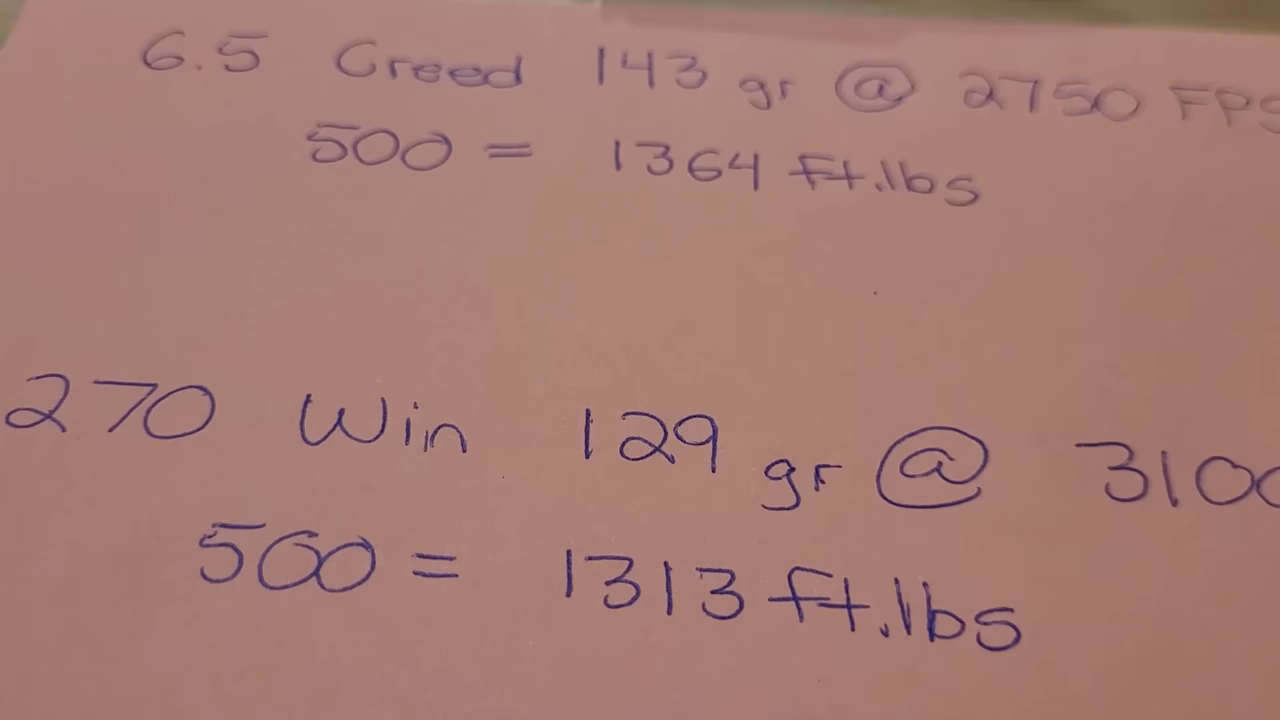 6.5 Creed 143 gr @ 2750 FPS
500 = 1364 ft.lbs
270 Win 129 gr @ 3100
500 = 1313 ft.lbs